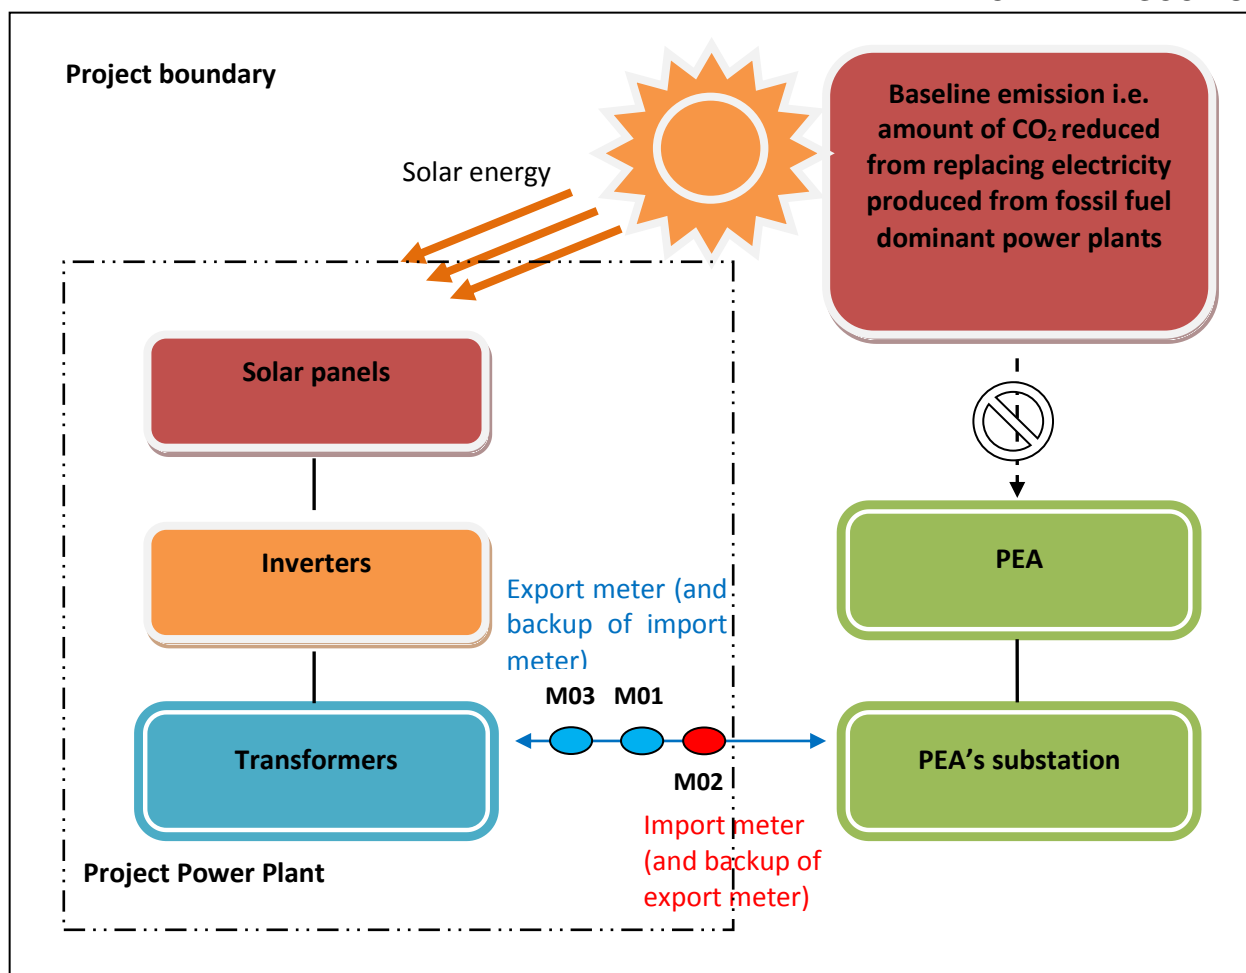 Project boundary
Baseline emission i.e.
amount of CO₂ reduced
from replacing electricity
produced from fossil fuel
dominant power plants
Solar energy
Solar panels
Inverters
PEA
Export meter (and
backup of import
meter)
M03 M01
Transformers
PEA’s substation
M02
Import meter
(and backup of
export meter)
Project Power Plant